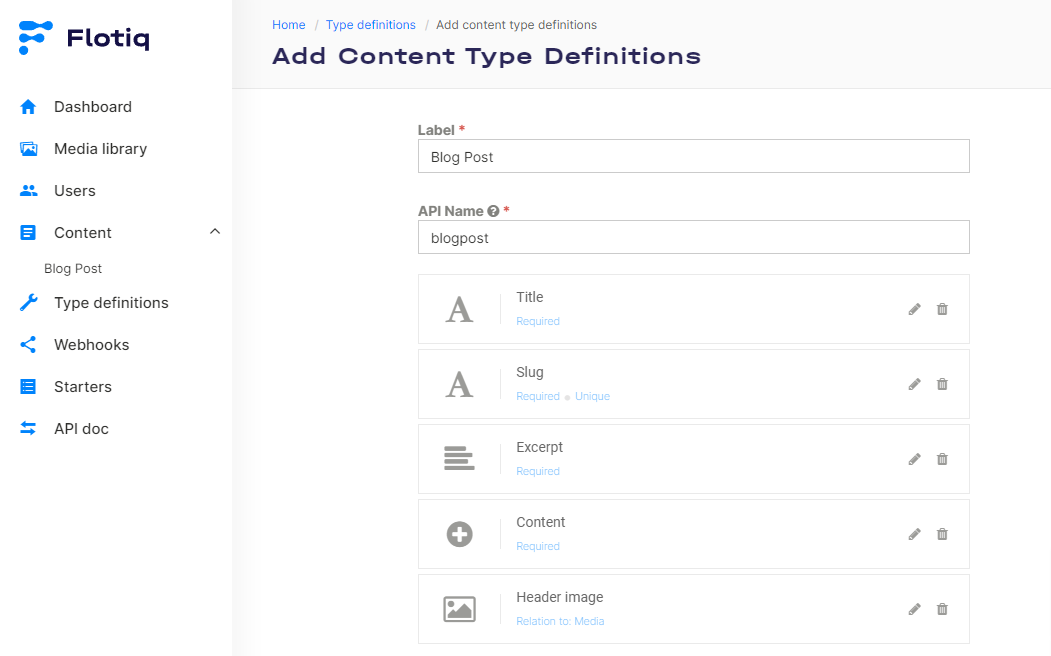 Flotiq
Dashboard
Media library
Users
Content
Blog Post
Type definitions
Webhooks
Starters
API doc
Home / Type definitions / Add content type definitions
Add Content Type Definitions
Label *
Blog Post
API Name ? *
blogpost
Title
Required
Slug
Required • Unique
Excerpt
Required
Content
Required
Header image
Relation to: Media